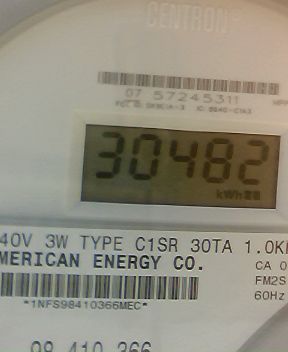 CENTRON
07 57245311
30482
kWh
40V 3W TYPE C1SR 30TA 1.0K
MERICAN ENERGY CO.
CA 0
FM2S
60Hz
*1NFS98410366MEC*
98 410 366